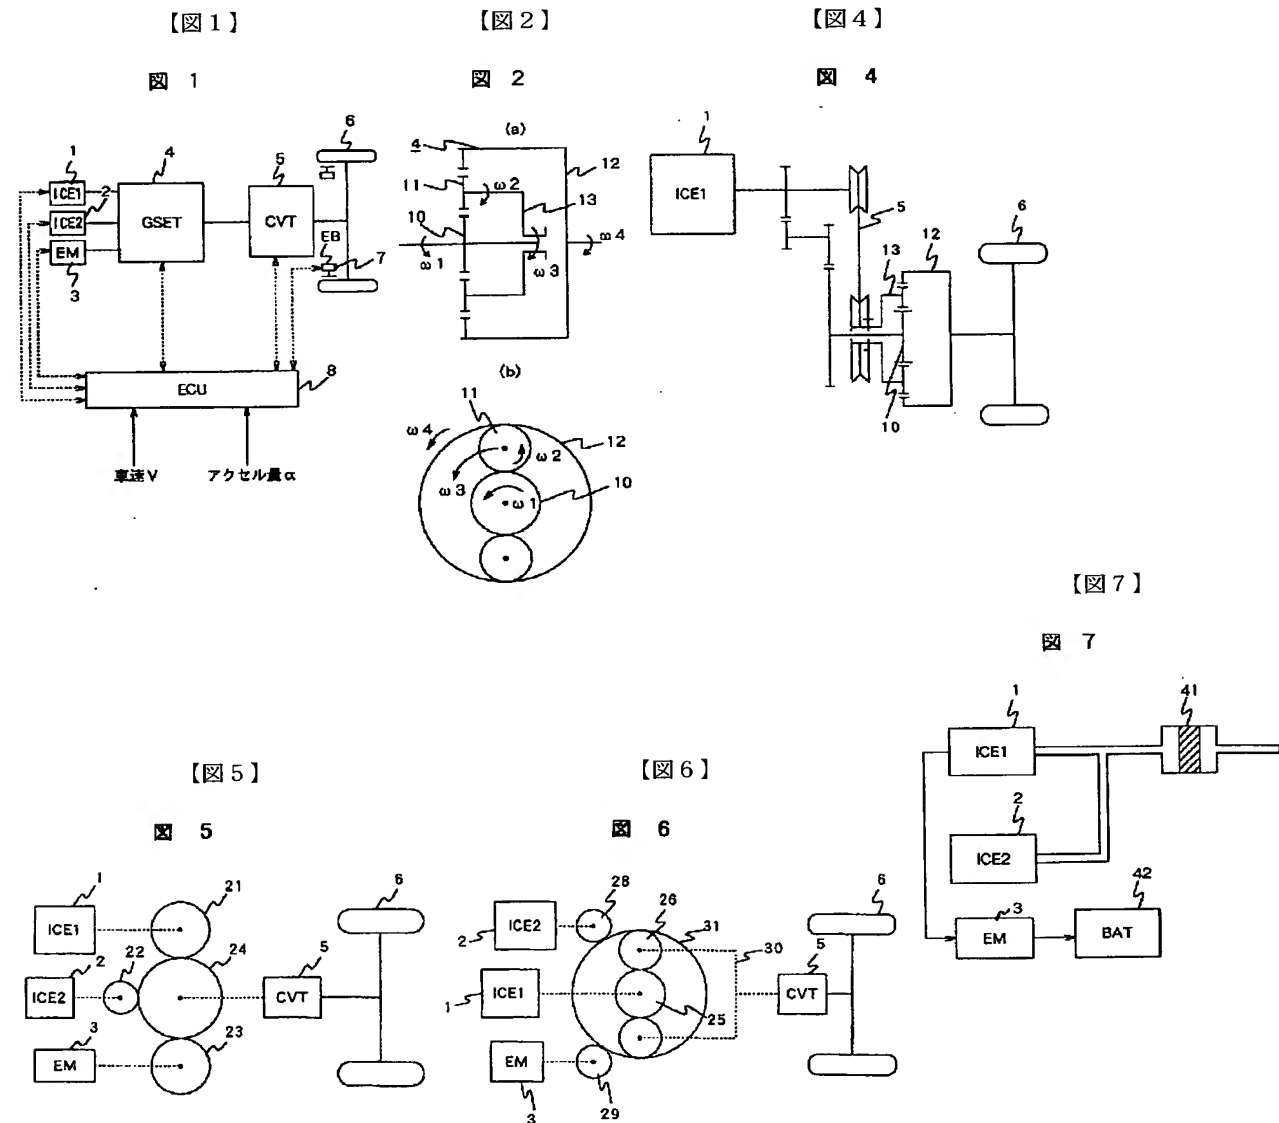 【図1】
図 1
1
ICE1
2
ICE2
EM
3
4
GSET
5
CVT
6
EB
7
ECU
8
車速V
アクセル量α
【図2】
図 2
(a)
4
12
11
ω2
13
10
ω1
ω3
ω4
(b)
11
ω4
12
ω2
ω3
ω1
10
【図4】
図 4
1
ICE1
5
6
12
13
10
【図7】
図 7
1
ICE1
41
2
ICE2
42
3
EM
BAT
【図5】
図 5
1
ICE1
21
2
22
24
ICE2
5
CVT
6
3
EM
23
【図6】
図 6
28
26
31
6
ICE2
2
30
5
ICE1
1
25
CVT
EM
3
29